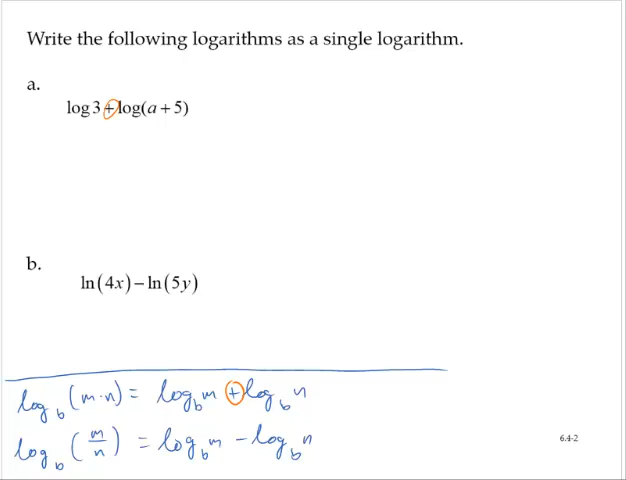 Write the following logarithms as a single logarithm.
a.
log 3 + log(a + 5)
b.
ln(4x) – ln(5y)
log_b (m·n) = log_b m + log_b n
log_b (m/n) = log_b m – log_b n
6.4-2